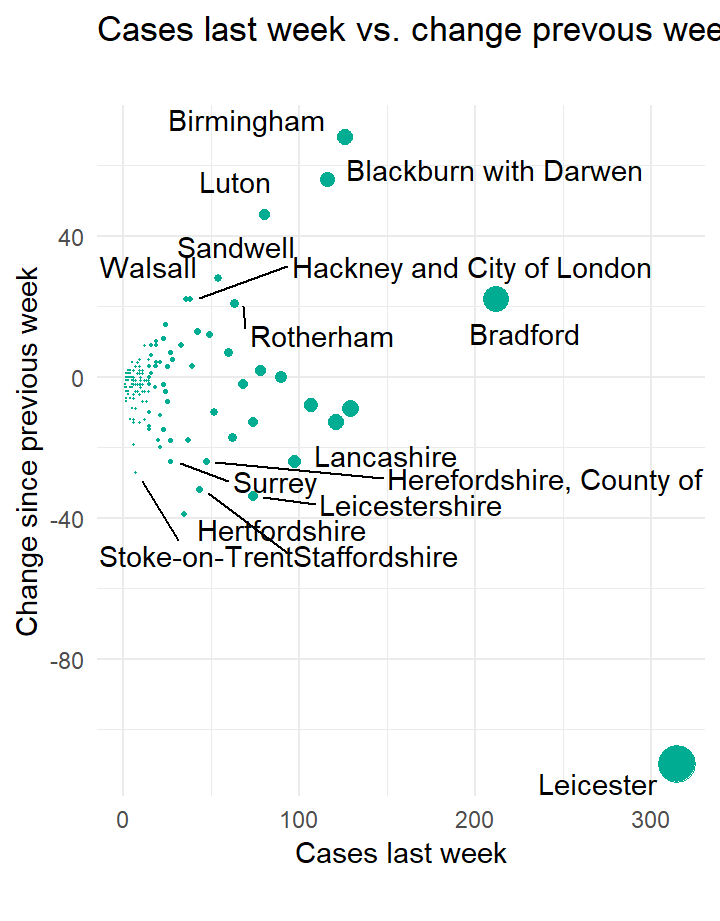 Cases last week vs. change prevous wee
Birmingham
Blackburn with Darwen
Luton
40
Sandwell
Walsall
Hackney and City of London
Bradford
Rotherham
0
Lancashire
Herefordshire, County of
Surrey
Leicestershire
-40
Hertfordshire
Stoke-on-Trent
Staffordshire
-80
Leicester
0
100
200
300
Cases last week
Change since previous week